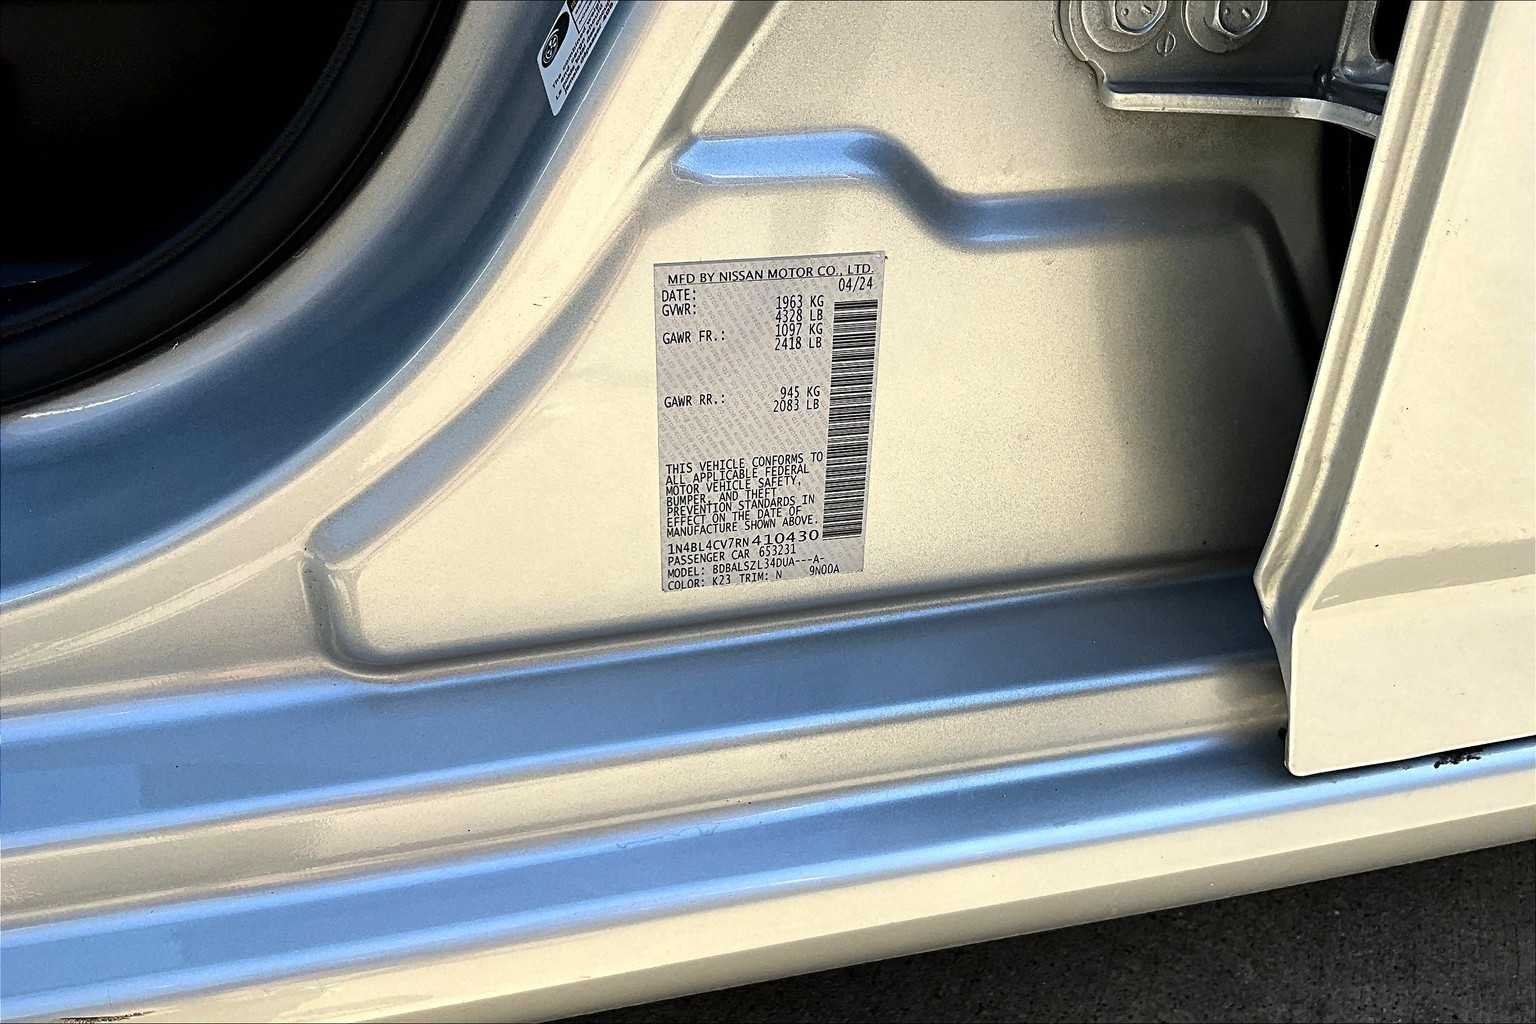 MFD BY NISSAN MOTOR CO., LTD.
DATE: 04/24
GVWR: 1963 KG
4328 LB
GAWR FR.: 1097 KG
2418 LB
GAWR RR.: 945 KG
2083 LB
THIS VEHICLE CONFORMS TO
ALL APPLICABLE FEDERAL
MOTOR VEHICLE SAFETY,
BUMPER, AND THEFT
PREVENTION STANDARDS IN
EFFECT ON THE DATE OF
MANUFACTURE SHOWN ABOVE.
1N4BL4CV7RN410430
PASSENGER CAR 653231
MODEL: BDBALSZL34DUA---A-
COLOR: K23 TRIM: N 9N00A